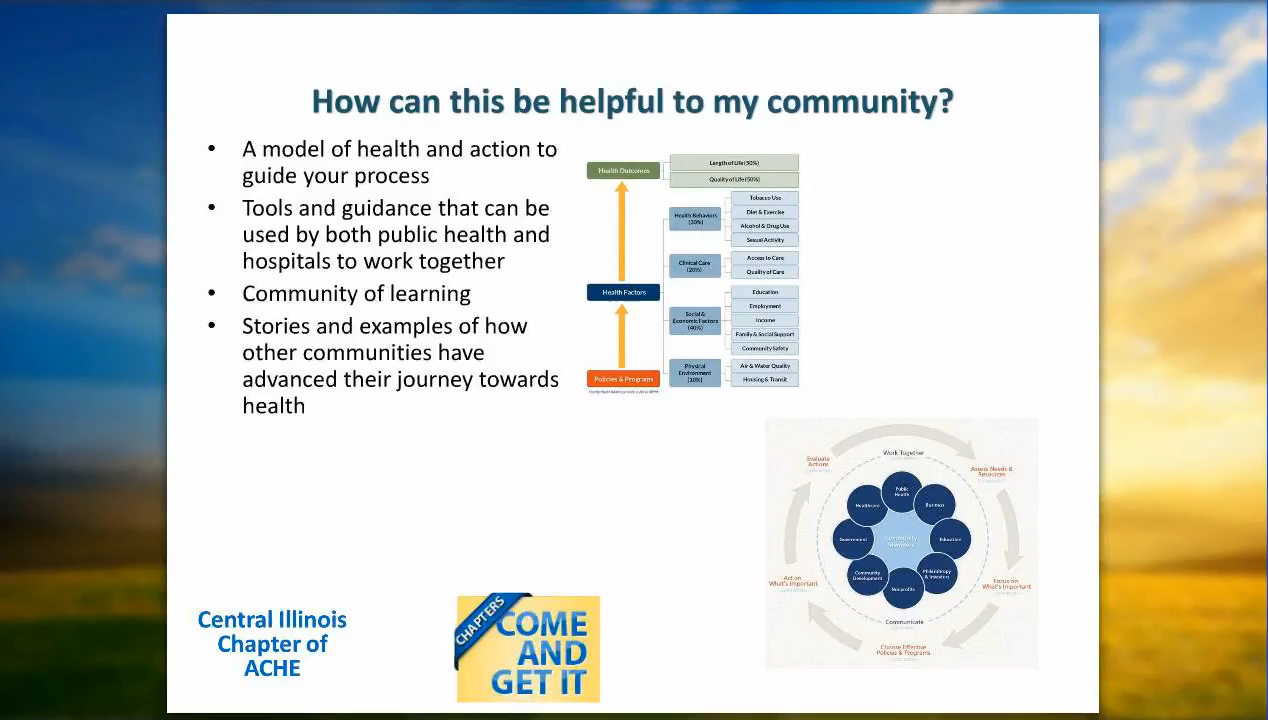 How can this be helpful to my community?
• A model of health and action to
guide your process
• Tools and guidance that can be
used by both public health and
hospitals to work together
• Community of learning
• Stories and examples of how
other communities have
advanced their journey towards
health
Health Outcomes
Length of Life (50%)
Quality of Life (50%)
Health Factors
Health Behaviors
(30%)
Tobacco Use
Diet & Exercise
Alcohol & Drug Use
Sexual Activity
Clinical Care
(20%)
Access to Care
Quality of Care
Social &
Economic Factors
(40%)
Education
Employment
Income
Family & Social Support
Community Safety
Policies & Programs
Physical
Environment
(10%)
Air & Water Quality
Housing & Transit
Work Together
Evaluate
Actions
Assess Needs &
Resources
Public
Health
Healthcare
Business
Government
Community
Members
Education
Community
Development
Philanthropy
& Investors
Nonprofits
Act on
What's Important
Focus on
What's Important
Communicate
Choose Effective
Policies & Programs
Central Illinois
Chapter of
ACHE
CHAPTERS
COME
AND
GET IT